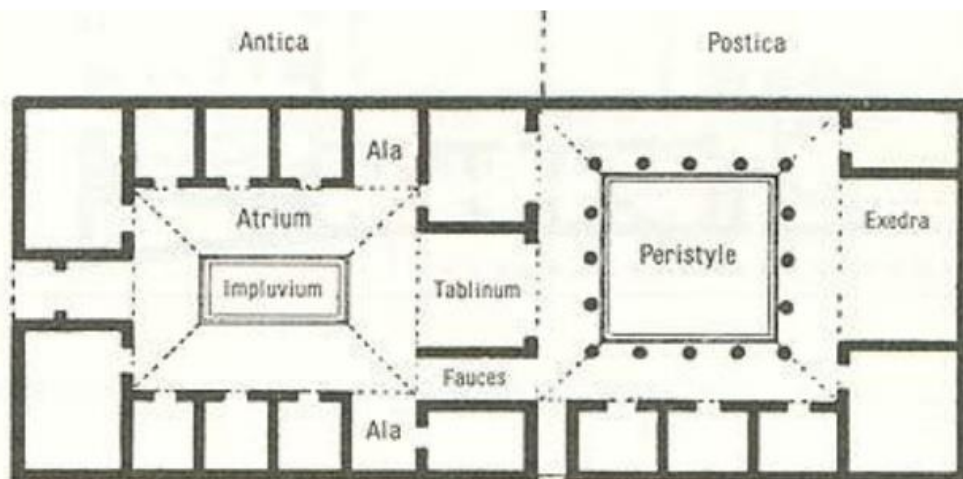 Antica
Postica
Ala
Atrium
Exedra
Impluvium
Tablinum
Peristyle
Fauces
Ala